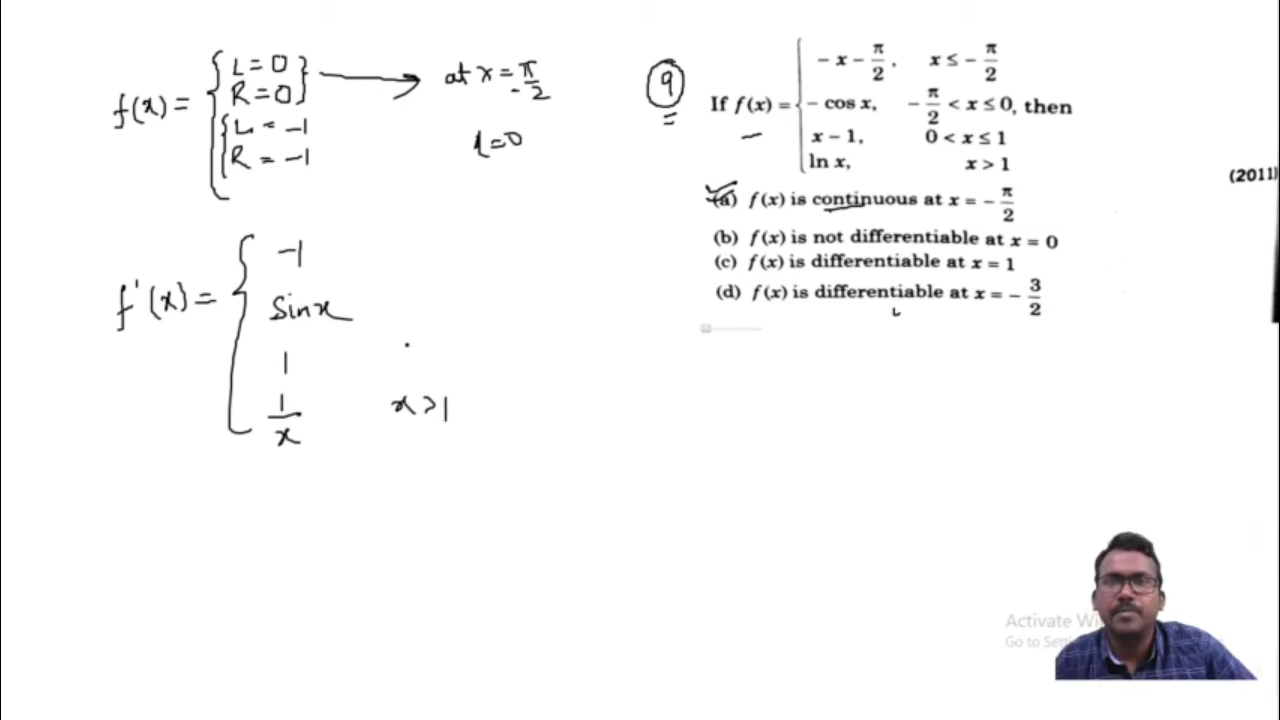 f(x) = { L = 0 } → at x = -π/2
R = 0
L = -1 x=0
R = -1
f'(x) = { -1
sinx
1
1/x x>1
9
If f(x) = { -x - π/2, x ≤ - π/2
- cos x, - π/2 < x ≤ 0, then
x - 1, 0 < x ≤ 1
ln x, x > 1
(2011)
(a) f(x) is continuous at x = - π/2
(b) f(x) is not differentiable at x = 0
(c) f(x) is differentiable at x = 1
(d) f(x) is differentiable at x = - 3/2
Activate Wi
Go to Setti